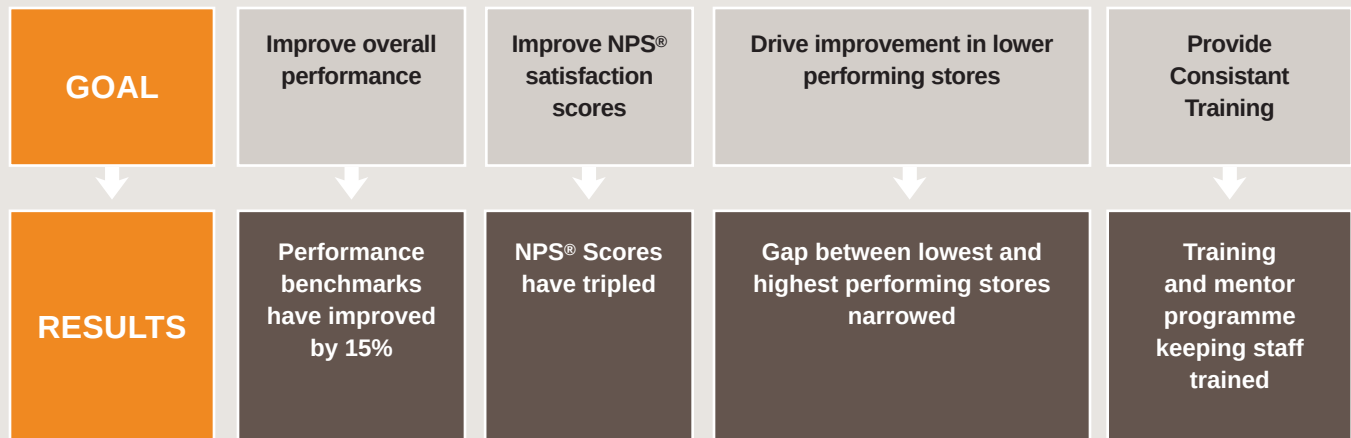 GOAL
Improve overall
performance
Improve NPS®
satisfaction
scores
Drive improvement in lower
performing stores
Provide
Consistant
Training
RESULTS
Performance
benchmarks
have improved
by 15%
NPS® Scores
have tripled
Gap between lowest and
highest performing stores
narrowed
Training
and mentor
programme
keeping staff
trained